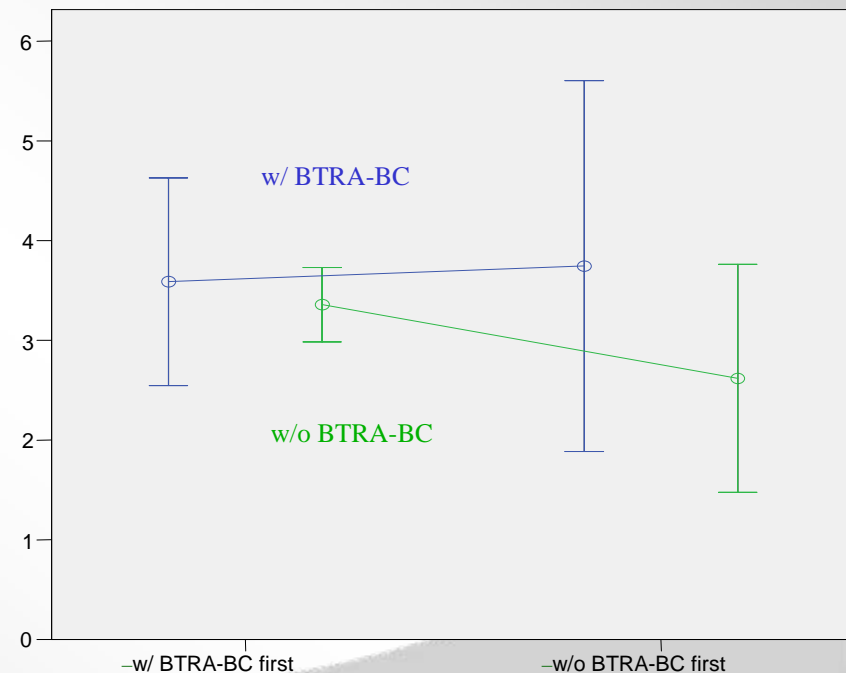 6
5
w/ BTRA-BC
4
3
w/o BTRA-BC
2
1
0
–w/ BTRA-BC first
–w/o BTRA-BC first